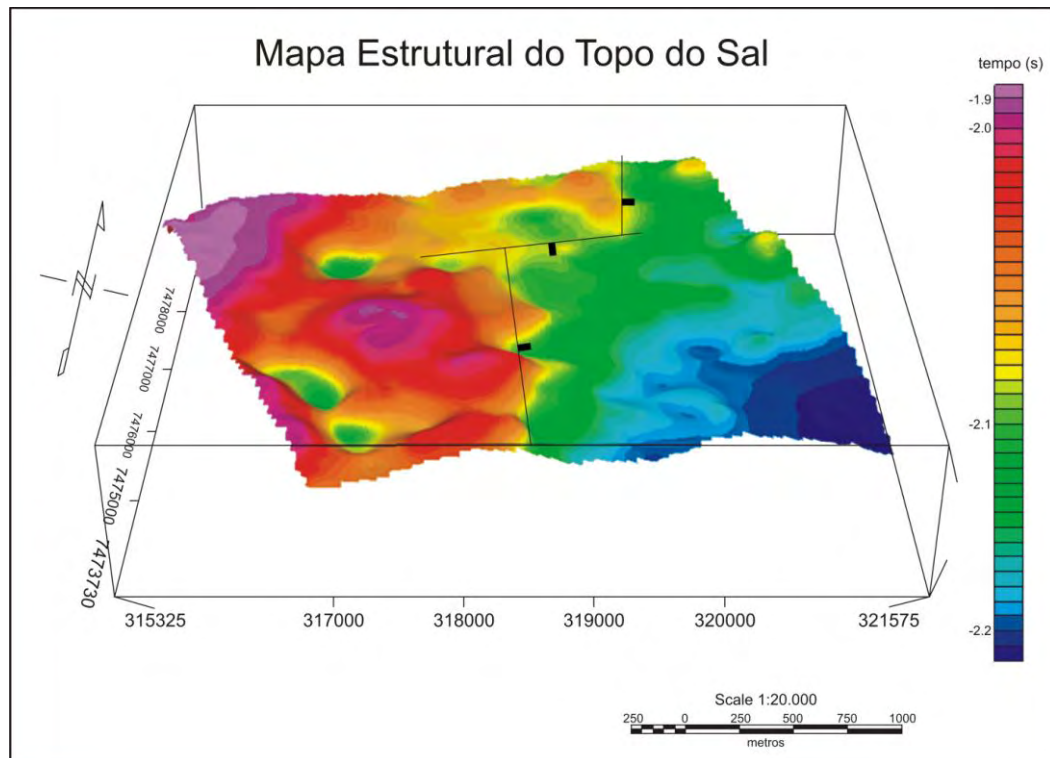 Mapa Estrutural do Topo do Sal
tempo (s)
-1.9
-2.0
-2.1
-2.2
N
7478000
7477000
7476000
7475000
7473730
315325 317000 318000 319000 320000 321575
Scale 1:20.000
250 0 250 500 750 1000
metros